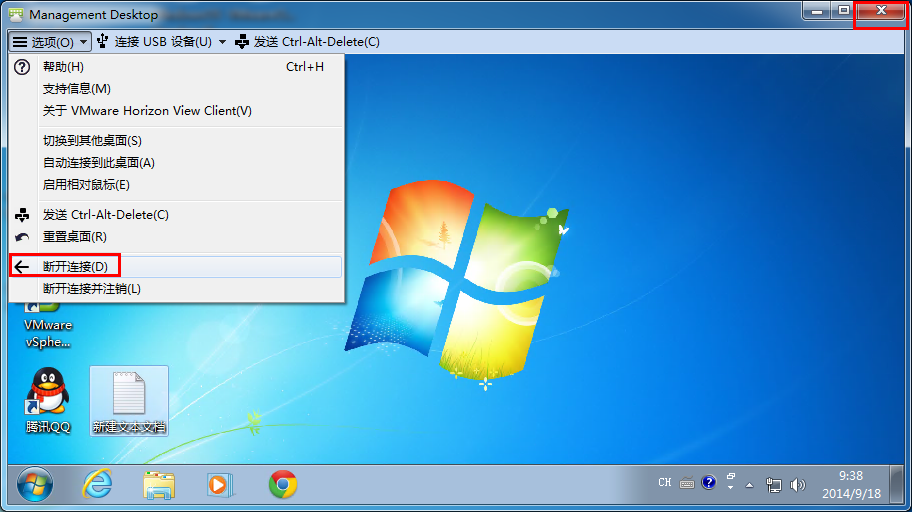 Management Desktop
选项(O)
连接 USB 设备(U)
发送 Ctrl-Alt-Delete(C)
帮助(H) Ctrl+H
支持信息(M)
关于 VMware Horizon View Client(V)
切换到其他桌面(S)
自动连接到此桌面(A)
启用相对鼠标(E)
发送 Ctrl-Alt-Delete(C)
重置桌面(R)
断开连接(D)
断开连接并注销(L)
VMware
vSphe...
腾讯QQ
新建文本文档
CH
9:38
2014/9/18